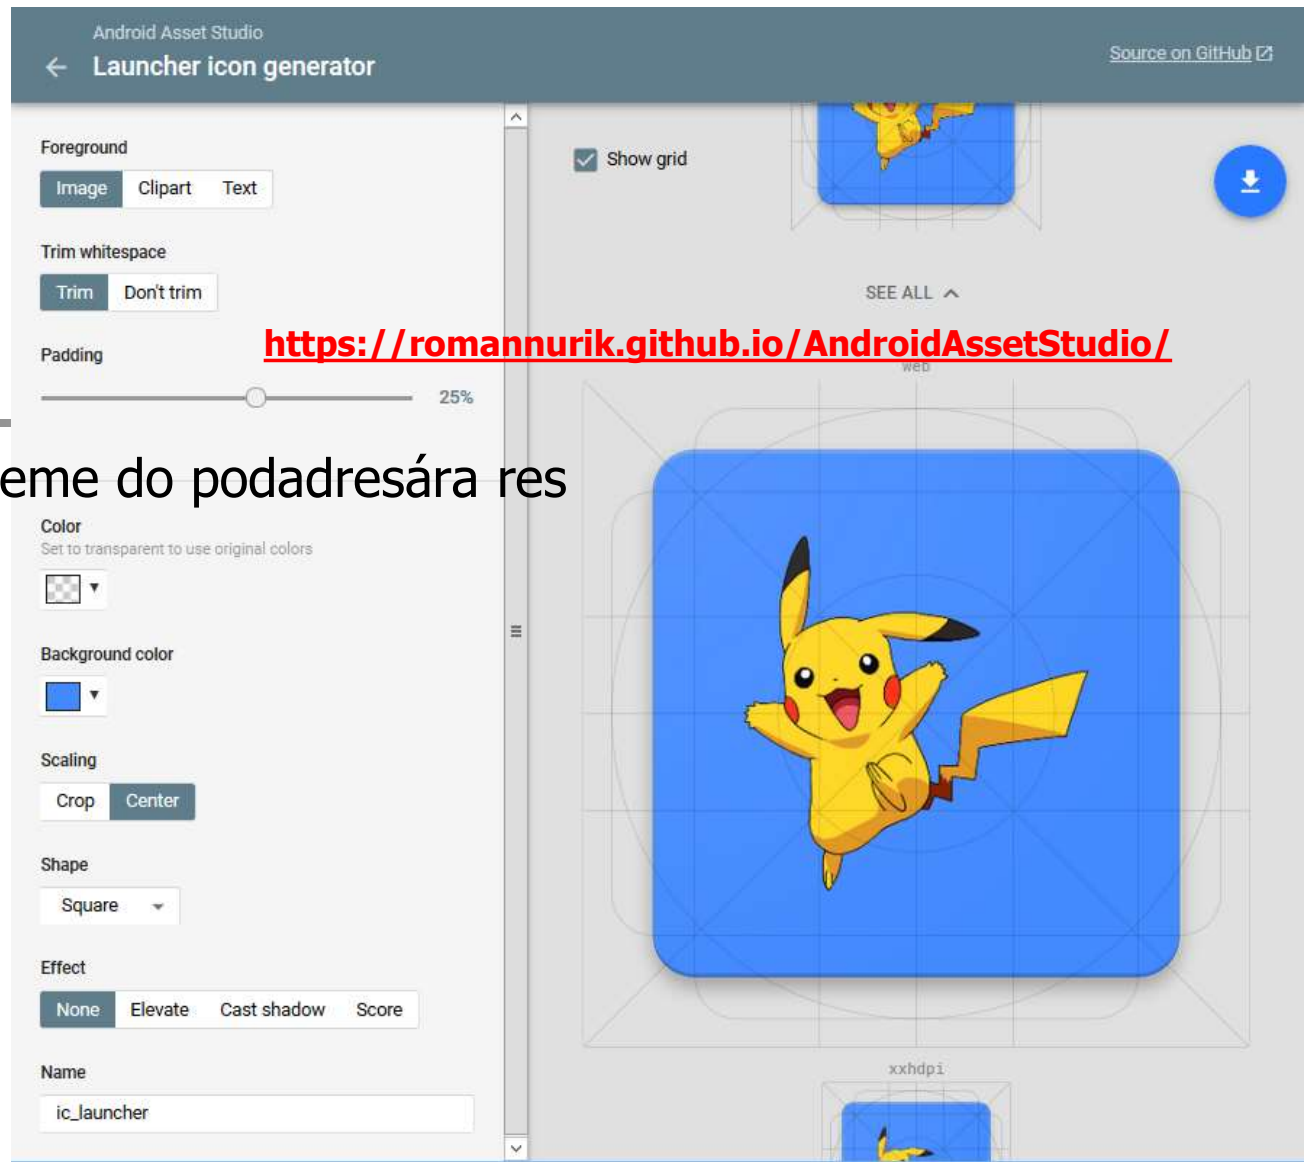 Android Asset Studio
Launcher icon generator
Source on GitHub
Foreground
Image Clipart Text
Show grid
Trim whitespace
Trim Don't trim
SEE ALL
https://romannurik.github.io/AndroidAssetStudio/
Padding
web
25%
eme do podadresára res
Color
Set to transparent to use original colors
Background color
Scaling
Crop Center
Shape
Square
Effect
None Elevate Cast shadow Score
Name
xxhdpi
ic_launcher